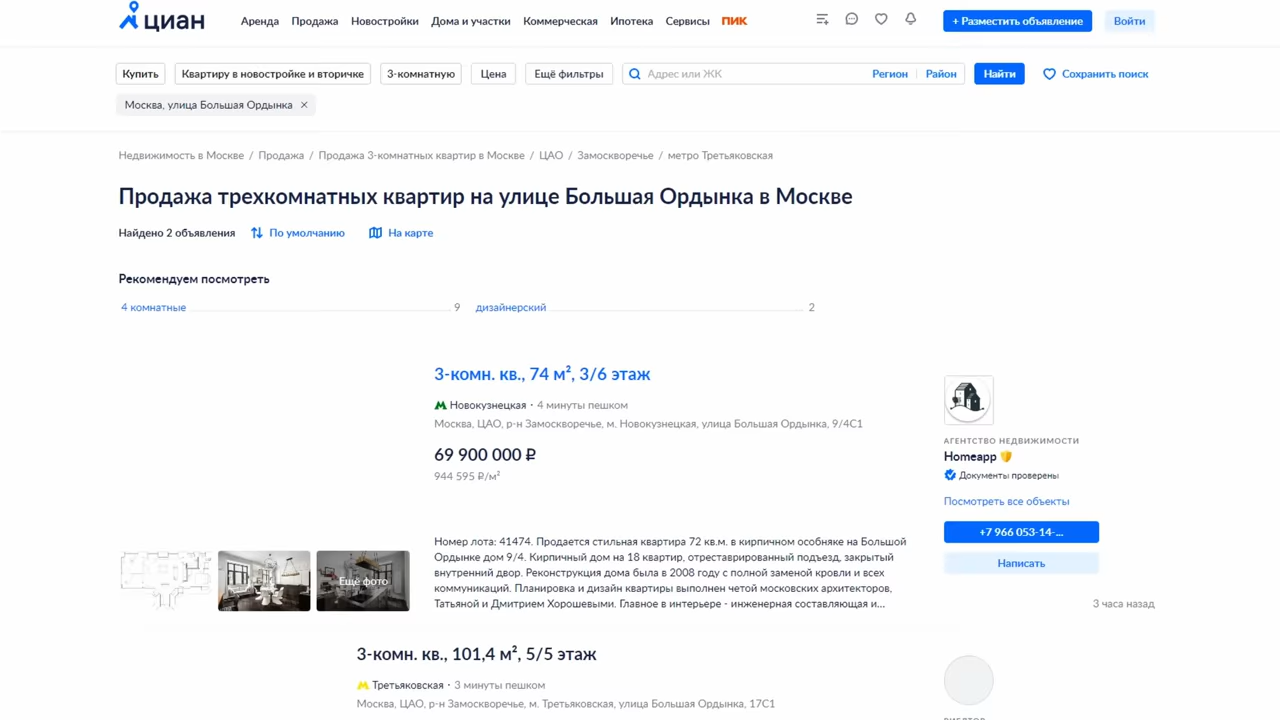 циан
Аренда Продажа Новостройки Дома и участки Коммерческая Ипотека Сервисы ПИК
+ Разместить объявление Войти
Купить Квартиру в новостройке и вторичке 3-комнатную Цена Ещё фильтры Адрес или ЖК Регион Район Найти Сохранить поиск
Москва, улица Большая Ордынка ×
Недвижимость в Москве / Продажа / Продажа 3-комнатных квартир в Москве / ЦАО / Замоскворечье / метро Третьяковская
Продажа трехкомнатных квартир на улице Большая Ордынка в Москве
Найдено 2 объявления По умолчанию На карте
Рекомендуем посмотреть
4 комнатные 9 дизайнерский 2
3-комн. кв., 74 м², 3/6 этаж
Новокузнецкая · 4 минуты пешком
Москва, ЦАО, р-н Замоскворечье, м. Новокузнецкая, улица Большая Ордынка, 9/4С1
69 900 000 ₽
944 595 ₽/м²
АГЕНТСТВО НЕДВИЖИМОСТИ
Homeapp
Документы проверены
Посмотреть все объекты
+7 966 053-14-...
Написать
Номер лота: 41474. Продается стильная квартира 72 кв.м. в кирпичном особняке на Большой
Ордынке дом 9/4. Кирпичный дом на 18 квартир, отреставрированный подъезд, закрытый
внутренний двор. Реконструкция дома была в 2008 году с полной заменой кровли и всех
коммуникаций. Планировка и дизайн квартиры выполнен четой московских архитекторов,
Татьяной и Дмитрием Хорошевыми. Главное в интерьере - инженерная составляющая и...
Ещё фото
3 часа назад
3-комн. кв., 101,4 м², 5/5 этаж
Третьяковская · 3 минуты пешком
Москва, ЦАО, р-н Замоскворечье, м. Третьяковская, улица Большая Ордынка, 17С1